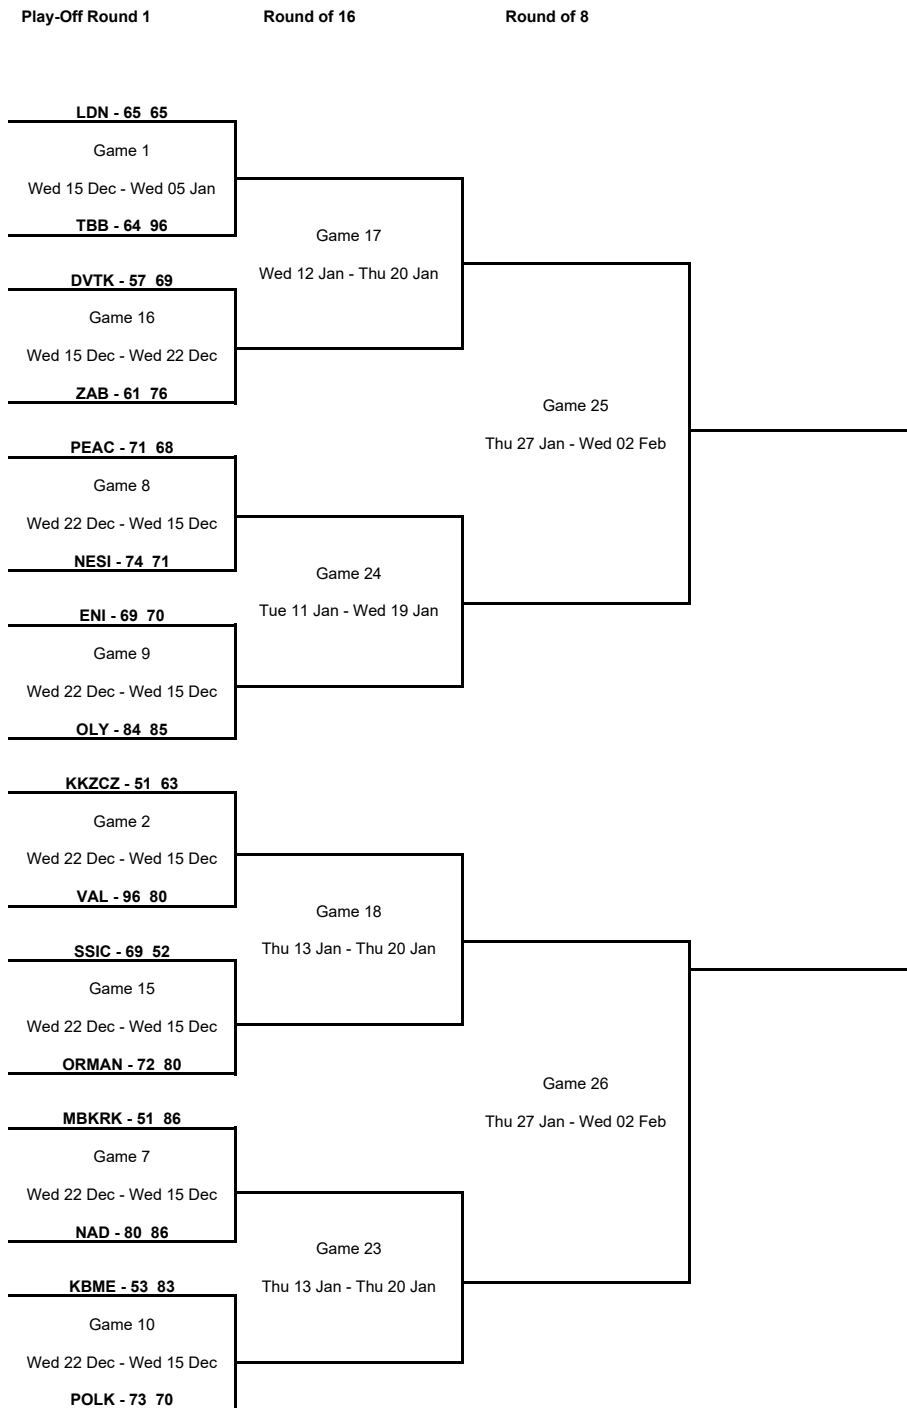 Play-Off Round 1 Round of 16 Round of 8
LDN - 65 65
Game 1
Wed 15 Dec - Wed 05 Jan
TBB - 64 96
Game 17
Wed 12 Jan - Thu 20 Jan
DVTK - 57 69
Game 16
Wed 15 Dec - Wed 22 Dec
ZAB - 61 76
Game 25
Thu 27 Jan - Wed 02 Feb
PEAC - 71 68
Game 8
Wed 22 Dec - Wed 15 Dec
NESI - 74 71
Game 24
Tue 11 Jan - Wed 19 Jan
ENI - 69 70
Game 9
Wed 22 Dec - Wed 15 Dec
OLY - 84 85
KKZCZ - 51 63
Game 2
Wed 22 Dec - Wed 15 Dec
VAL - 96 80
Game 18
Thu 13 Jan - Thu 20 Jan
SSIC - 69 52
Game 15
Wed 22 Dec - Wed 15 Dec
ORMAN - 72 80
Game 26
Thu 27 Jan - Wed 02 Feb
MBKRK - 51 86
Game 7
Wed 22 Dec - Wed 15 Dec
NAD - 80 86
Game 23
Thu 13 Jan - Thu 20 Jan
KBME - 53 83
Game 10
Wed 22 Dec - Wed 15 Dec
POLK - 73 70